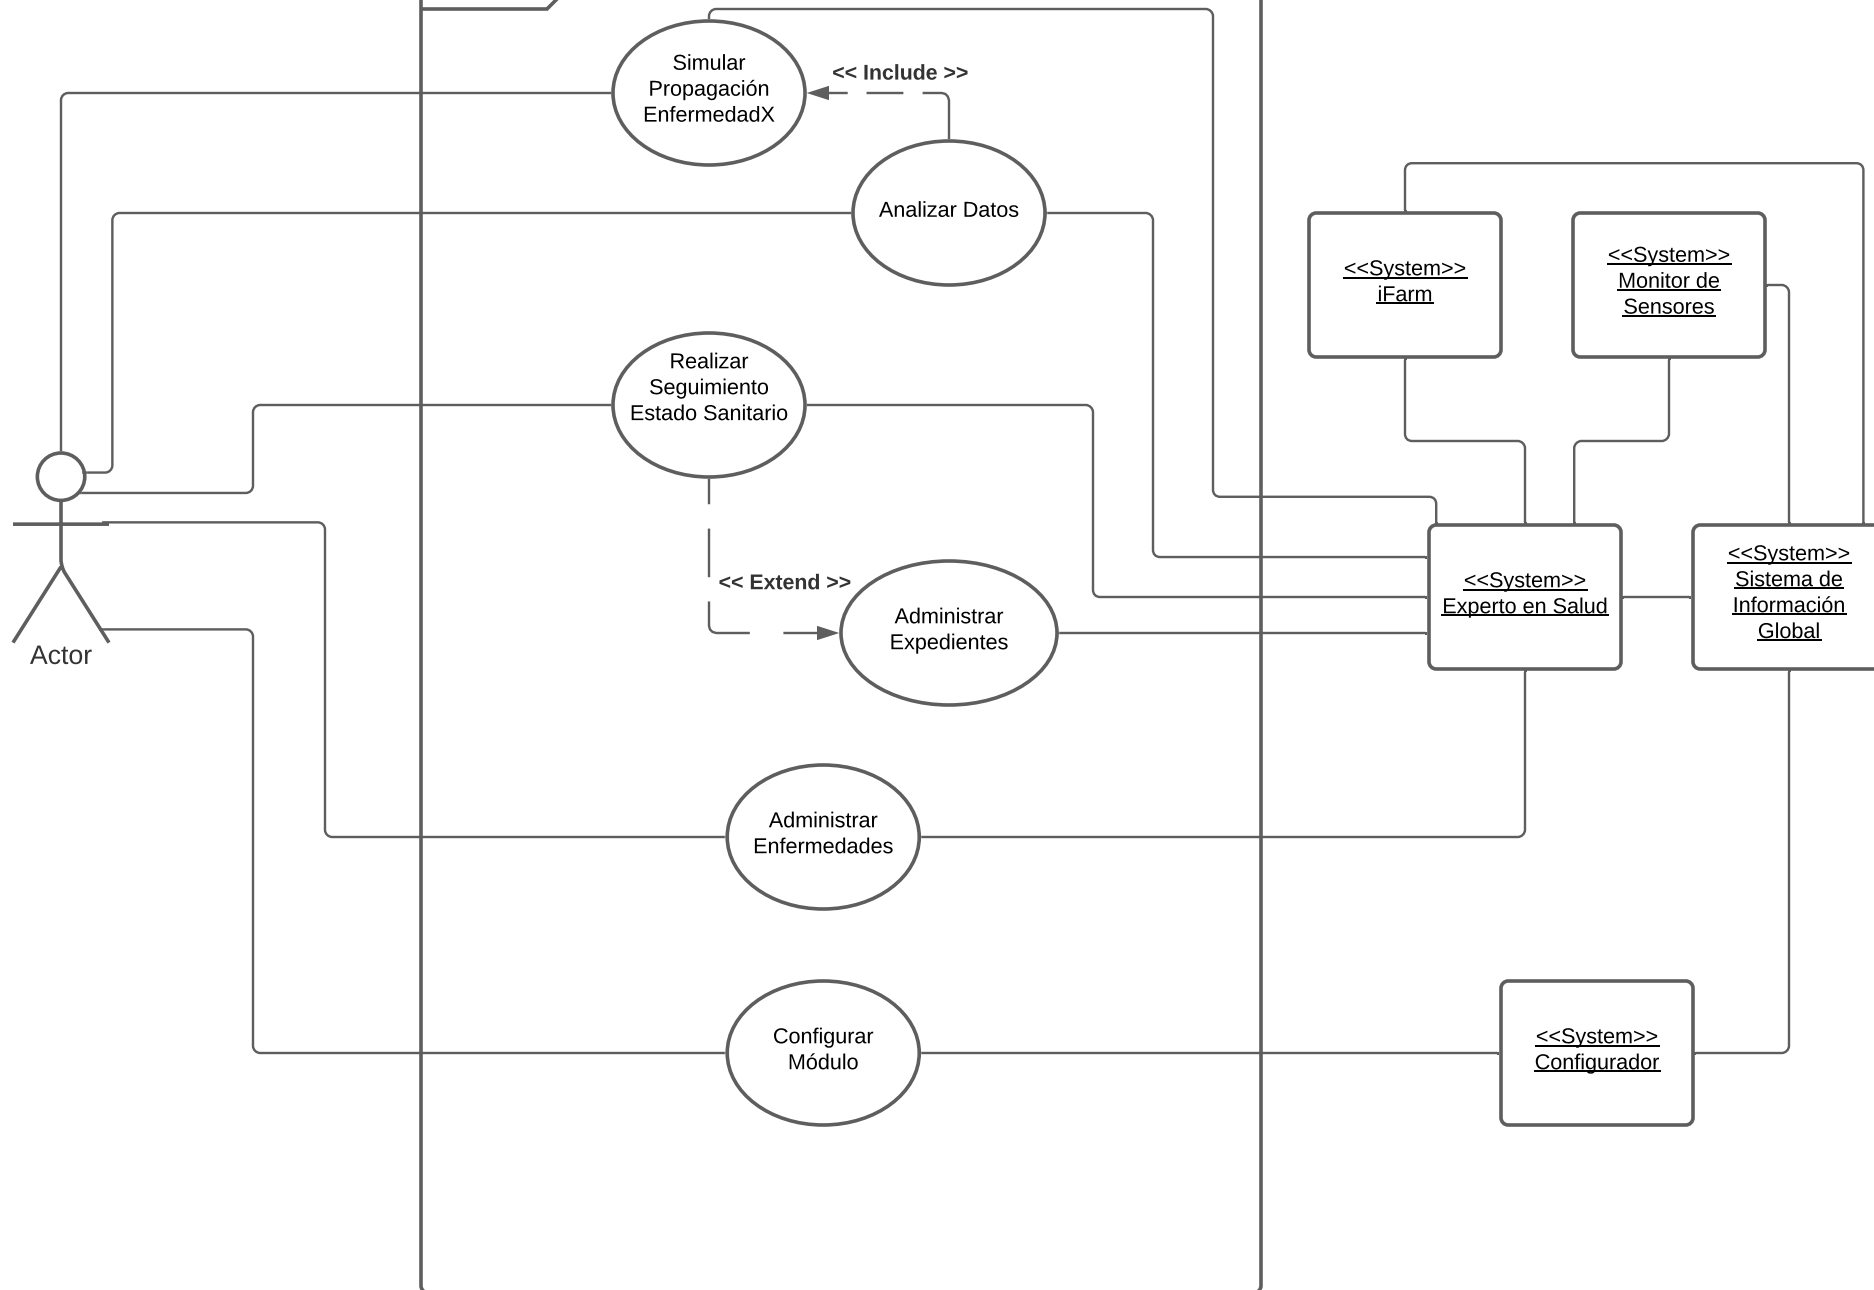 Simular
Propagación
EnfermedadX
<< Include >>
Analizar Datos
<<System>>
iFarm
<<System>>
Monitor de
Sensores
Realizar
Seguimiento
Estado Sanitario
<< Extend >>
Administrar
Expedientes
<<System>>
Experto en Salud
<<System>>
Sistema de
Información
Global
Actor
Administrar
Enfermedades
Configurar
Módulo
<<System>>
Configurador